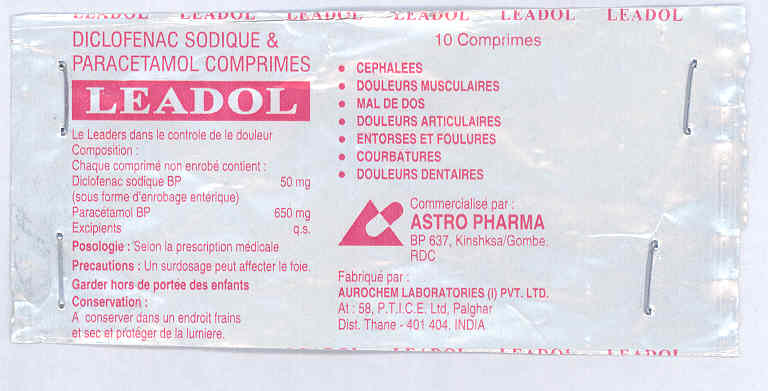 LEADOL LEADOL LEADOL LEADOL LEADOL LEADOL
DICLOFENAC SODIQUE &
PARACETAMOL COMPRIMES
LEADOL
Le Leaders dans le controle de le douleur
Composition :
Chaque comprimé non enrobé contient :
Diclofenac sodique BP 50 mg
(sous forme d'enrobage entérique)
Paracétamol BP 650 mg
Excipients q.s.
Posologie : Selon la prescription médicale
Precautions : Un surdosage peut affecter le foie.
Garder hors de portée des enfants
Conservation :
A conserver dans un endroit frains
et sec et protéger de la lumiere.
10 Comprimes
• CEPHALEES
• DOULEURS MUSCULAIRES
• MAL DE DOS
• DOULEURS ARTICULAIRES
• ENTORSES ET FOULURES
• COURBATURES
• DOULEURS DENTAIRES
Commercialise par :
ASTRO PHARMA
BP 637, Kinshksa/Gombe.
RDC
Fabriqué par :
AUROCHEM LABORATORIES (I) PVT. LTD.
At : 58, P.T.I.C.E. Ltd, Palghar
Dist. Thane - 401 404, INDIA
LEADOL LEADOL LEADOL